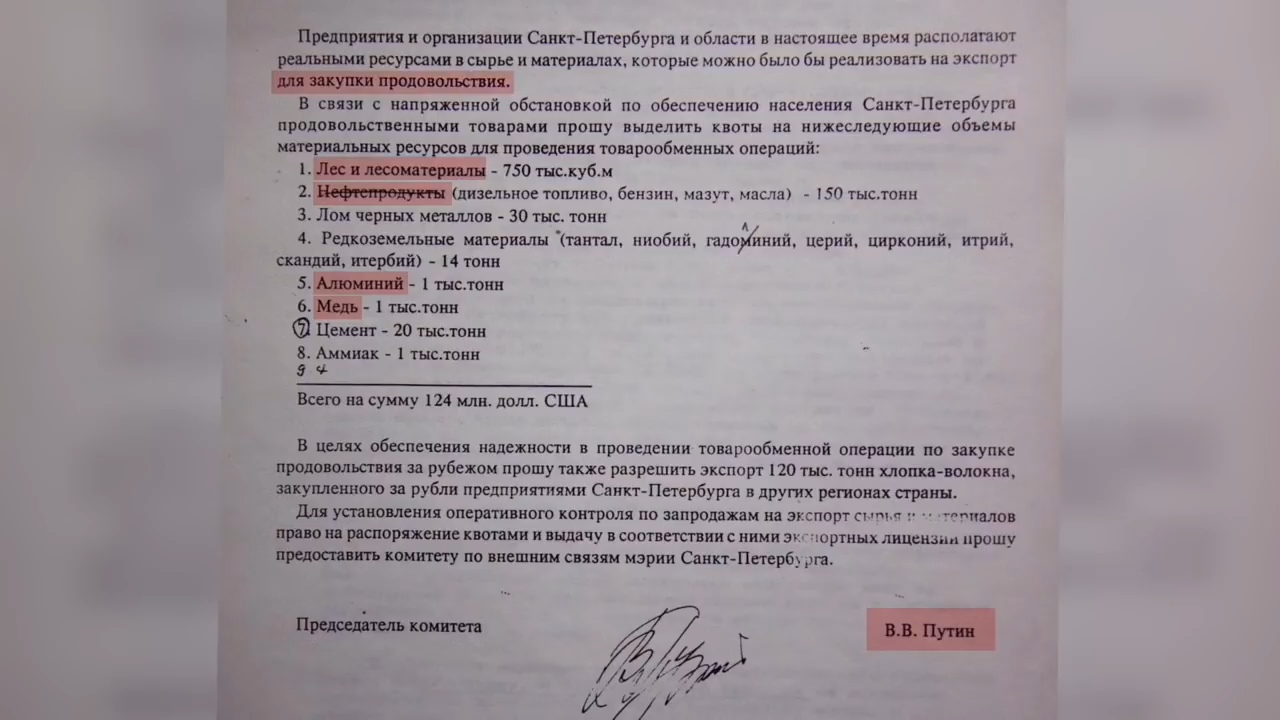 Предприятия и организации Санкт-Петербурга и области в настоящее время располагают
реальными ресурсами в сырье и материалах, которые можно было бы реализовать на экспорт
для закупки продовольствия.
В связи с напряженной обстановкой по обеспечению населения Санкт-Петербурга
продовольственными товарами прошу выделить квоты на нижеследующие объемы
материальных ресурсов для проведения товарообменных операций:
1. Лес и лесоматериалы - 750 тыс.куб.м
2. Нефтепродукты (дизельное топливо, бензин, мазут, масла) - 150 тыс.тонн
3. Лом черных металлов - 30 тыс. тонн
4. Редкоземельные материалы (тантал, ниобий, гадоминий, церий, цирконий, итрий,
скандий, итербий) - 14 тонн
5. Алюминий - 1 тыс.тонн
6. Медь - 1 тыс.тонн
7. Цемент - 20 тыс.тонн
8. Аммиак - 1 тыс.тонн
Всего на сумму 124 млн. долл. США
В целях обеспечения надежности в проведении товарообменной операции по закупке
продовольствия за рубежом прошу также разрешить экспорт 120 тыс. тонн хлопка-волокна,
закупленного за рубли предприятиями Санкт-Петербурга в других регионах страны.
Для установления оперативного контроля по запродажам на экспорт сырья и материалов
право на распоряжение квотами и выдачу в соответствии с ними экспортных лицензий прошу
предоставить комитету по внешним связям мэрии Санкт-Петербурга.
Председатель комитета
В.В. Путин